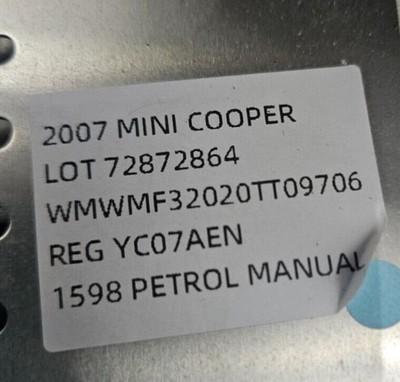 2007 MINI COOPER
LOT 72872864
WMWMF32020TT09706
REG YC07AEN
1598 PETROL MANUAL